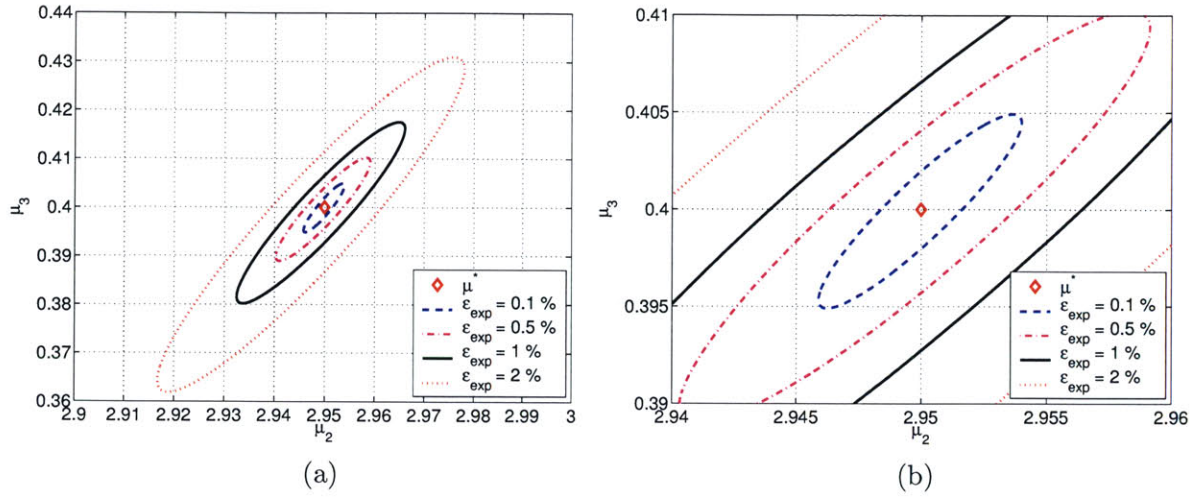 0.44
0.43
0.42
0.41
0.4
0.39
0.38
0.37
0.36
μ3
2.9 2.91 2.92 2.93 2.94 2.95 2.96 2.97 2.98 2.99 3
μ2
μ*
εexp = 0.1 %
εexp = 0.5 %
εexp = 1 %
εexp = 2 %
(a)
0.41
0.405
0.4
0.395
0.39
μ3
2.94 2.945 2.95 2.955 2.96
μ2
μ*
εexp = 0.1 %
εexp = 0.5 %
εexp = 1 %
εexp = 2 %
(b)